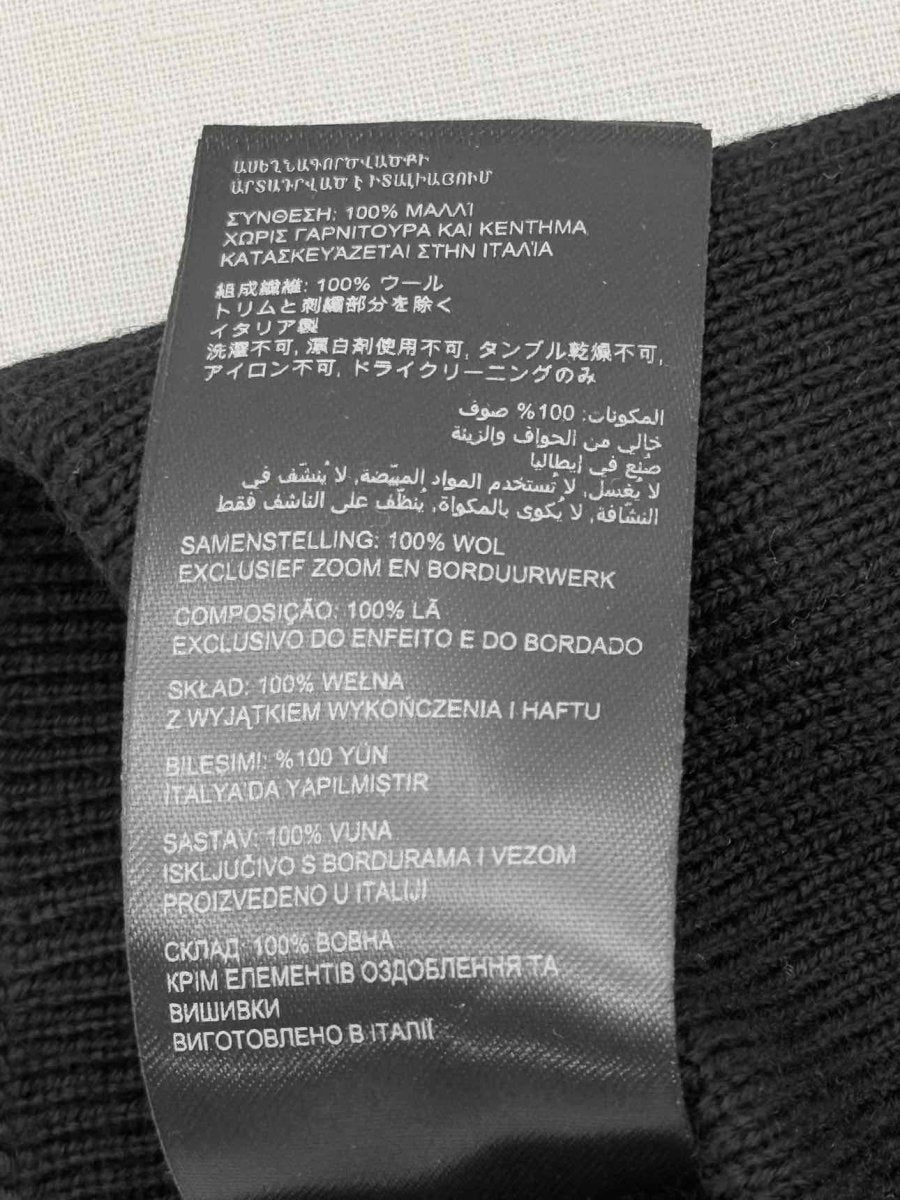 ԱՍԵՂՆԱԳՈՐԾՎԱԾՔԻ
ԱՐՏԱԴՐՎԱԾ Է ԻՏԱԼԻԱՅՈՒՄ
ΣΥΝΘΕΣΗ: 100% ΜΑΛΛΊ
ΧΩΡΙΣ ΓΑΡΝΙΤΟΥΡΑ ΚΑΙ ΚΕΝΤΗΜΑ
ΚΑΤΑΣΚΕΥΆΖΕΤΑΙ ΣΤΗΝ ΙΤΑΛΊΑ
組成繊維: 100% ウール
トリムと刺繍部分を除く
イタリア製
洗濯不可, 漂白剤使用不可, タンブル乾燥不可,
アイロン不可, ドライクリーニングのみ
المكونات: 100% صوف
خالي من الحواف والزينة
صُنع في إيطاليا
لا يُغسل, لا تُستخدم المواد المبيّضة, لا يُنشّف في
النشّافة, لا يُكوى بالمكواة, يُنظّف على الناشف فقط
SAMENSTELLING: 100% WOL
EXCLUSIEF ZOOM EN BORDUURWERK
COMPOSIÇÃO: 100% LÃ
EXCLUSIVO DO ENFEITO E DO BORDADO
SKŁAD: 100% WEŁNA
Z WYJĄTKIEM WYKOŃCZENIA I HAFTU
BILEŞIMI: %100 YÜN
ITALYA'DA YAPILMIŞTIR
SASTAV: 100% VUNA
ISKLJUČIVO S BORDURAMA I VEZOM
PROIZVEDENO U ITALIJI
СКЛАД: 100% ВОВНА
КРІМ ЕЛЕМЕНТІВ ОЗДОБЛЕННЯ ТА
ВИШИВКИ
ВИГОТОВЛЕНО В ІТАЛІЇ